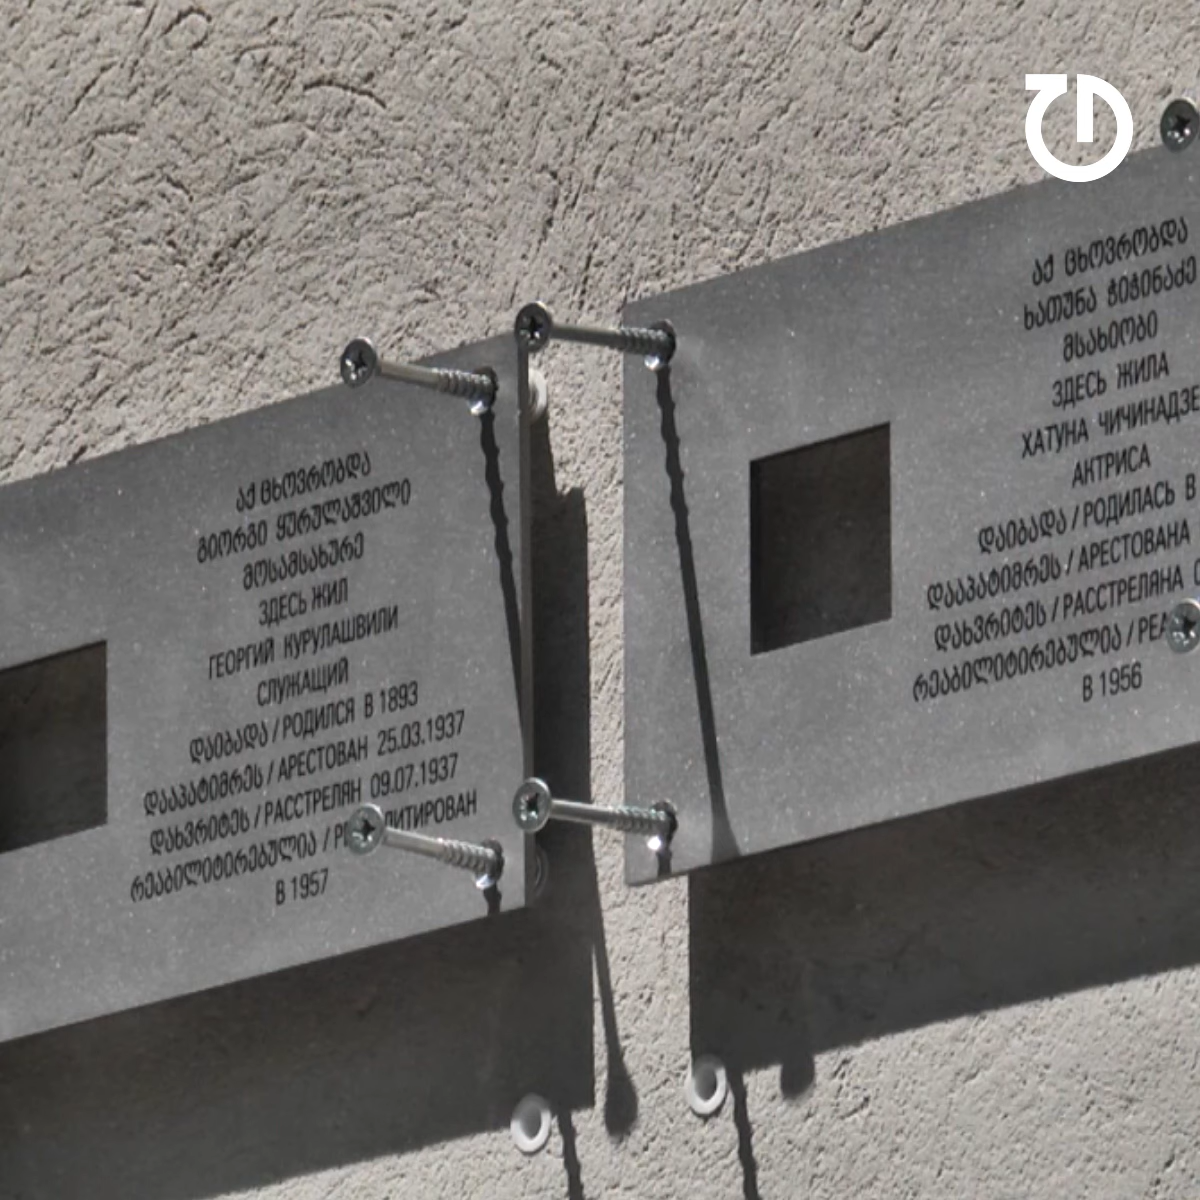 აქ ცხოვრობდა
გიორგი ყურულაშვილი
მოსამსახურე
ЗДЕСЬ ЖИЛ
ГЕОРГИЙ КУРУЛАШВИЛИ
СЛУЖАЩИЙ
დაიბადა / РОДИЛСЯ В 1893
დააპატიმრეს / АРЕСТОВАН 25.03.1937
დახვრიტეს / РАССТРЕЛЯН 09.07.1937
რეაბილიტირებულია /
В 1957
აქ ცხოვრობდა
ხათუნა ჭიჭინაძე
მსახიობი
ЗДЕСЬ ЖИЛА
ХАТУНА ЧИЧИНАДЗЕ
АКТРИСА
დაიბადა / РОДИЛАСЬ В
დააპატიმრეს / АРЕСТОВАНА
დახვრიტეს / РАССТРЕЛЯНА
რეაბილიტირებულია /
В 1956